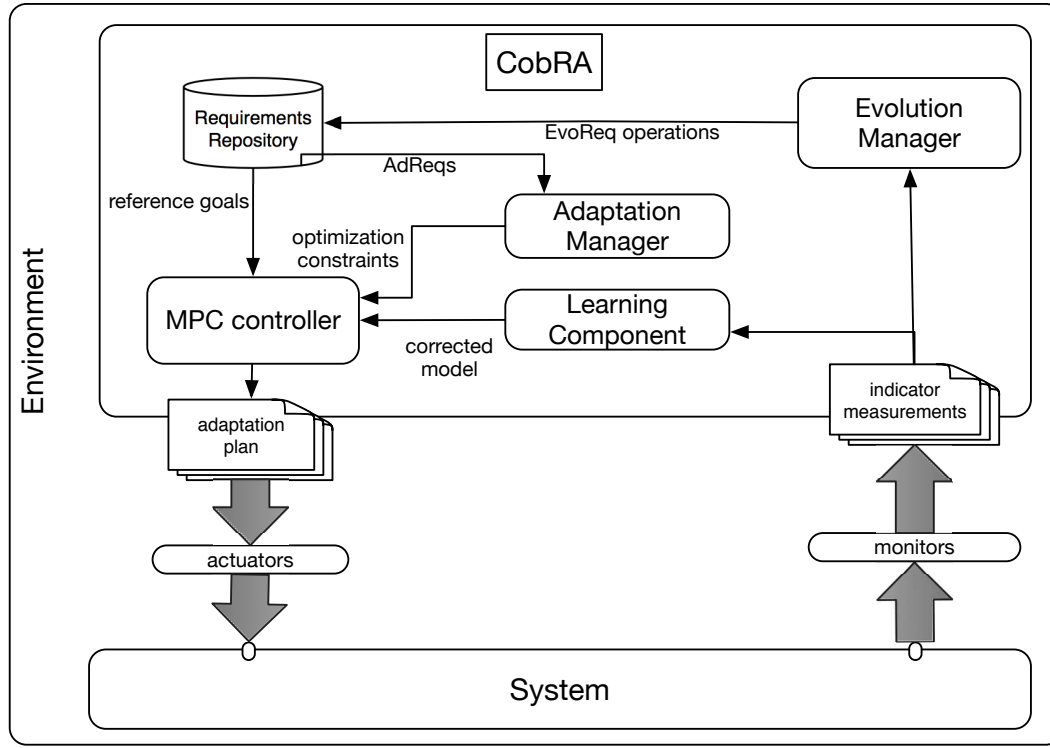 CobRA
Requirements
Repository
Evolution
Manager
EvoReq operations
AdReqs
reference goals
Adaptation
Manager
optimization
constraints
MPC controller
Learning
Component
corrected
model
indicator
measurements
adaptation
plan
Environment
actuators
monitors
System